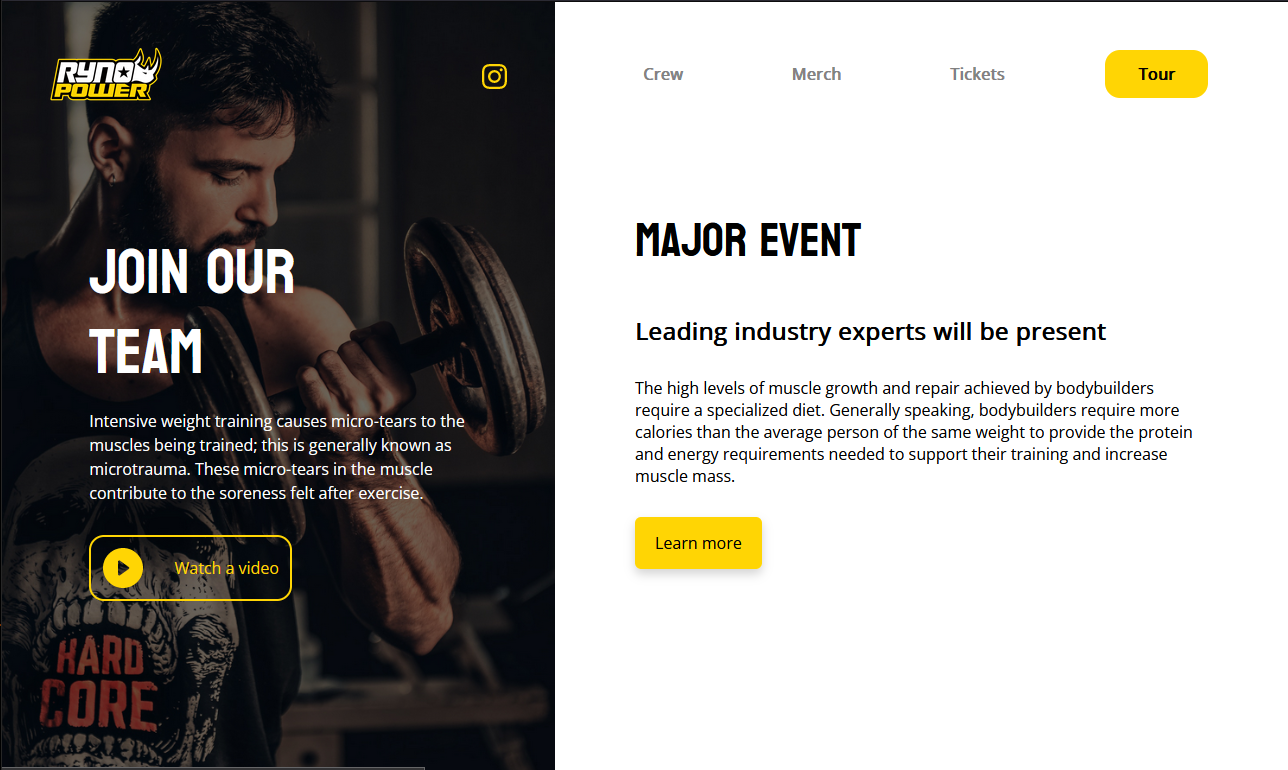 RYNO
POWER
Crew
Merch
Tickets
Tour
JOIN OUR
TEAM
Intensive weight training causes micro-tears to the
muscles being trained; this is generally known as
microtrauma. These micro-tears in the muscle
contribute to the soreness felt after exercise.
Watch a video
HARD
CORE
MAJOR EVENT
Leading industry experts will be present
The high levels of muscle growth and repair achieved by bodybuilders
require a specialized diet. Generally speaking, bodybuilders require more
calories than the average person of the same weight to provide the protein
and energy requirements needed to support their training and increase
muscle mass.
Learn more